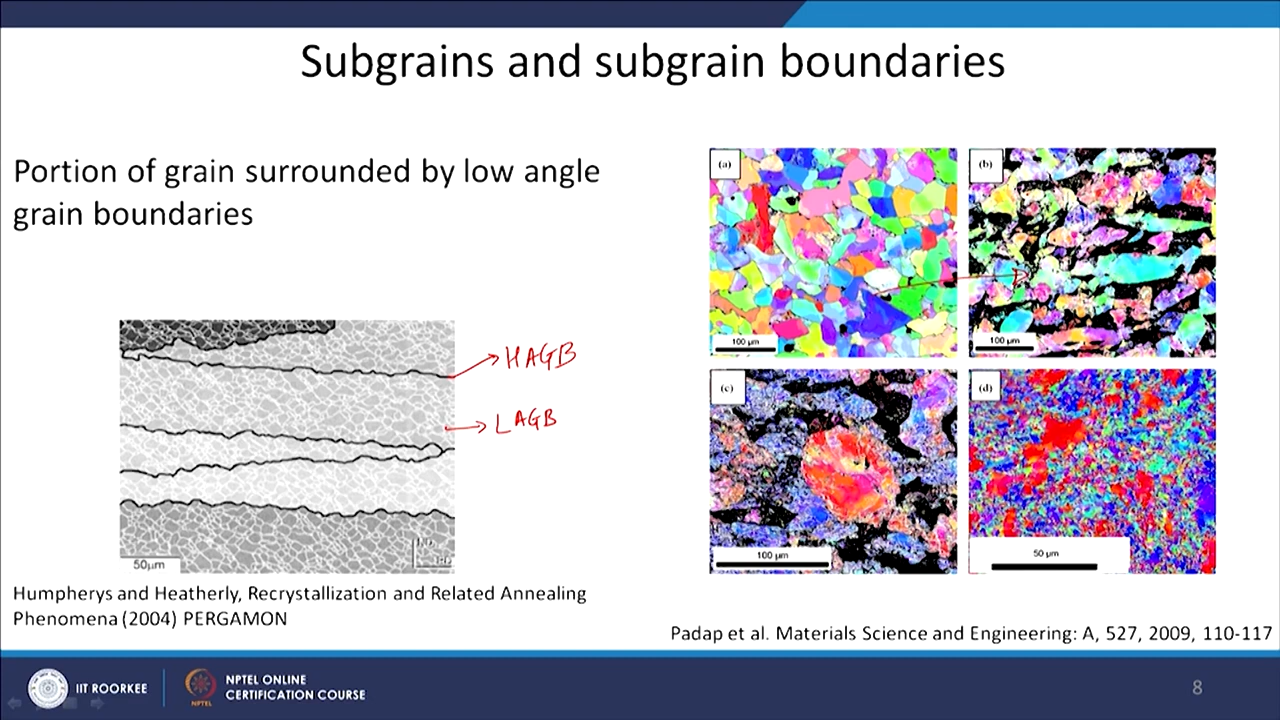 Subgrains and subgrain boundaries
Portion of grain surrounded by low angle
grain boundaries
HAGB
LAGB
50µm
Humpherys and Heatherly, Recrystallization and Related Annealing
Phenomena (2004) PERGAMON
(a)
100 µm
(b)
100 µm
(c)
100 µm
(d)
50 µm
Padap et al. Materials Science and Engineering: A, 527, 2009, 110-117
IIT ROORKEE
NPTEL
NPTEL ONLINE
CERTIFICATION COURSE
8